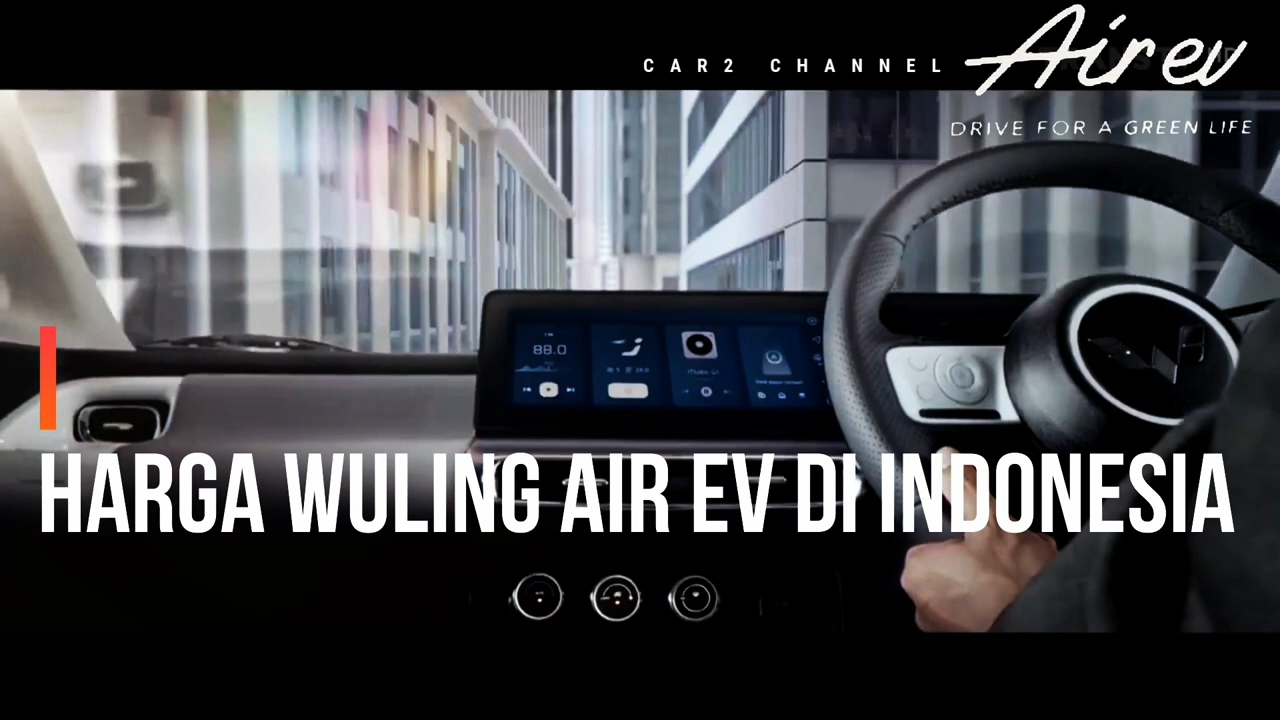 CAR2 CHANNEL
Air ev
DRIVE FOR A GREEN LIFE
88.0
HARGA WULING AIR EV DI INDONESIA